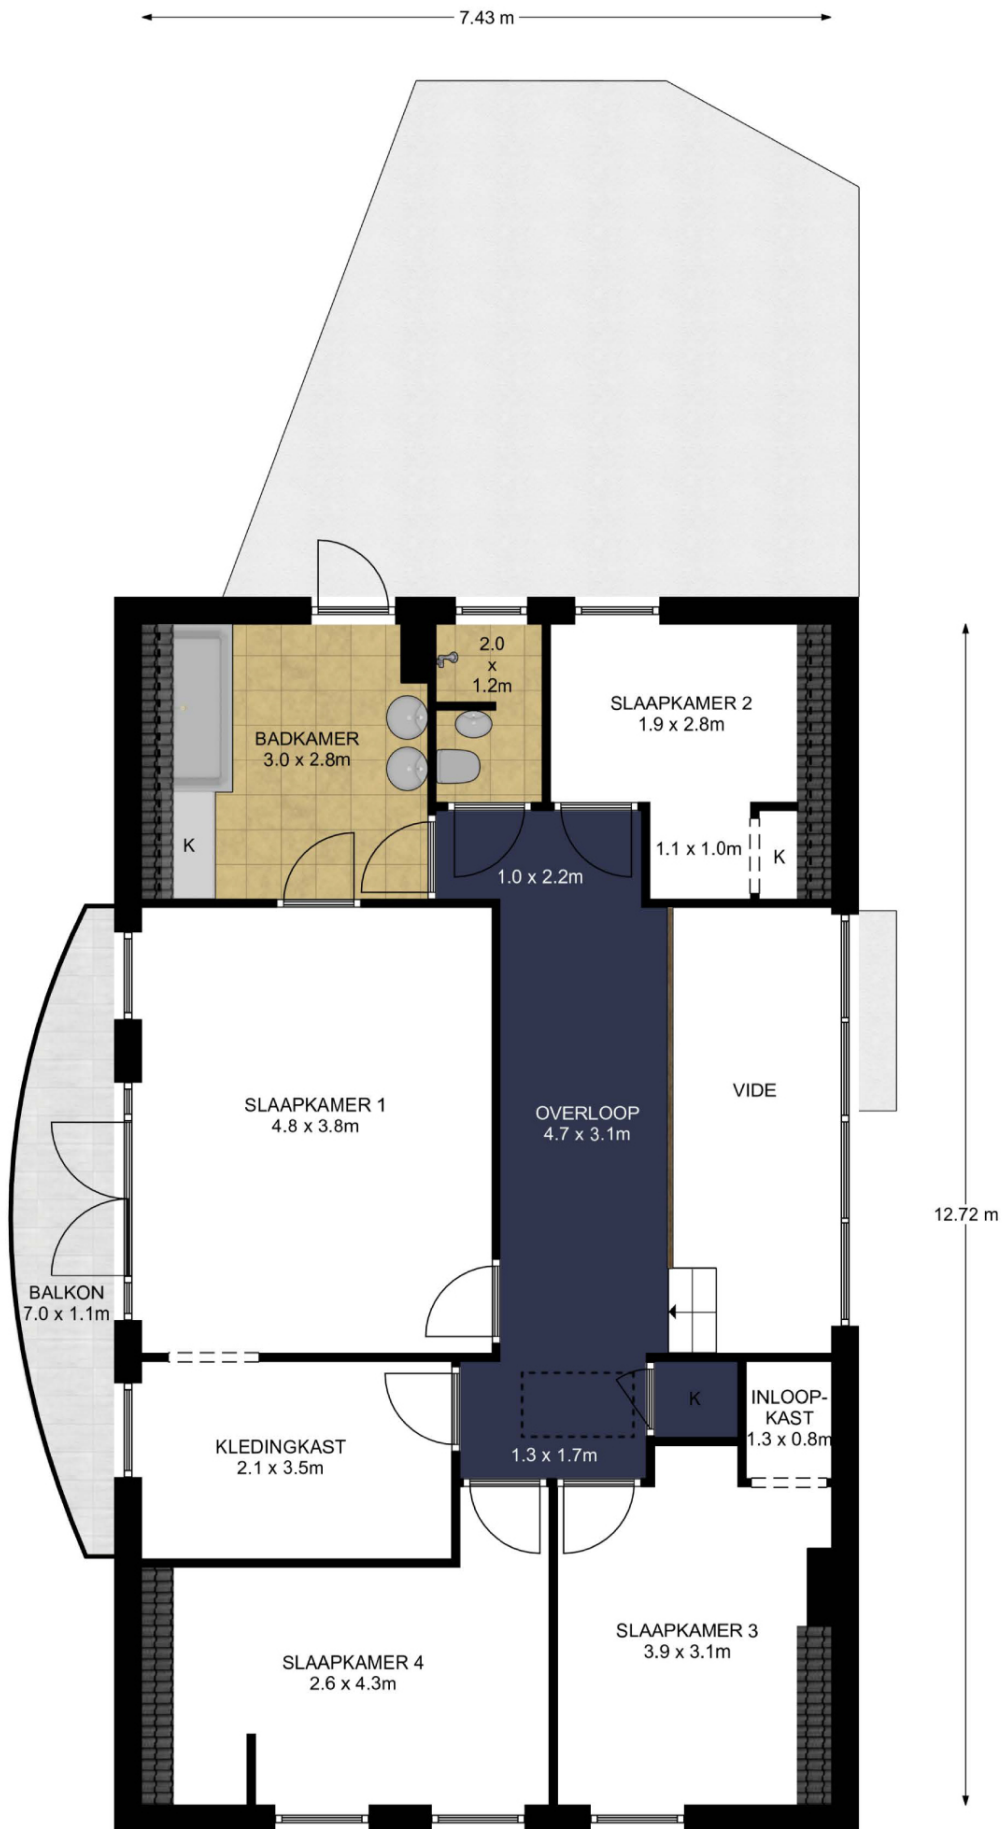 7.43 m
2.0
x
1.2m
SLAAPKAMER 2
1.9 x 2.8m
BADKAMER
3.0 x 2.8m
K
1.1 x 1.0m
K
1.0 x 2.2m
SLAAPKAMER 1
4.8 x 3.8m
OVERLOOP
4.7 x 3.1m
VIDE
12.72 m
BALKON
7.0 x 1.1m
K
INLOOP-
KAST
1.3 x 0.8m
KLEDINGKAST
2.1 x 3.5m
1.3 x 1.7m
SLAAPKAMER 3
3.9 x 3.1m
SLAAPKAMER 4
2.6 x 4.3m